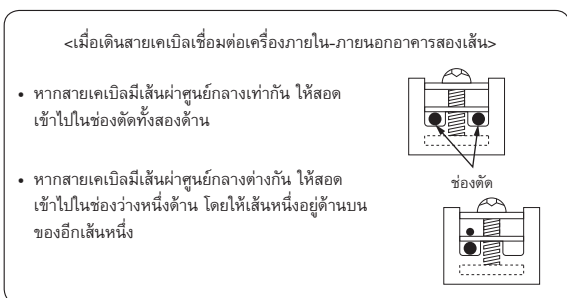 <เมื่อเดินสายเคเบิลเชื่อมต่อเครื่องภายใน-ภายนอกอาคารสองเส้น>
• หากสายเคเบิลมีเส้นผ่าศูนย์กลางเท่ากัน ให้สอด
เข้าไปในช่องตัดทั้งสองด้าน
ช่องตัด
• หากสายเคเบิลมีเส้นผ่าศูนย์กลางต่างกัน ให้สอด
เข้าไปในช่องว่างหนึ่งด้าน โดยให้เส้นหนึ่งอยู่ด้านบน
ของอีกเส้นหนึ่ง